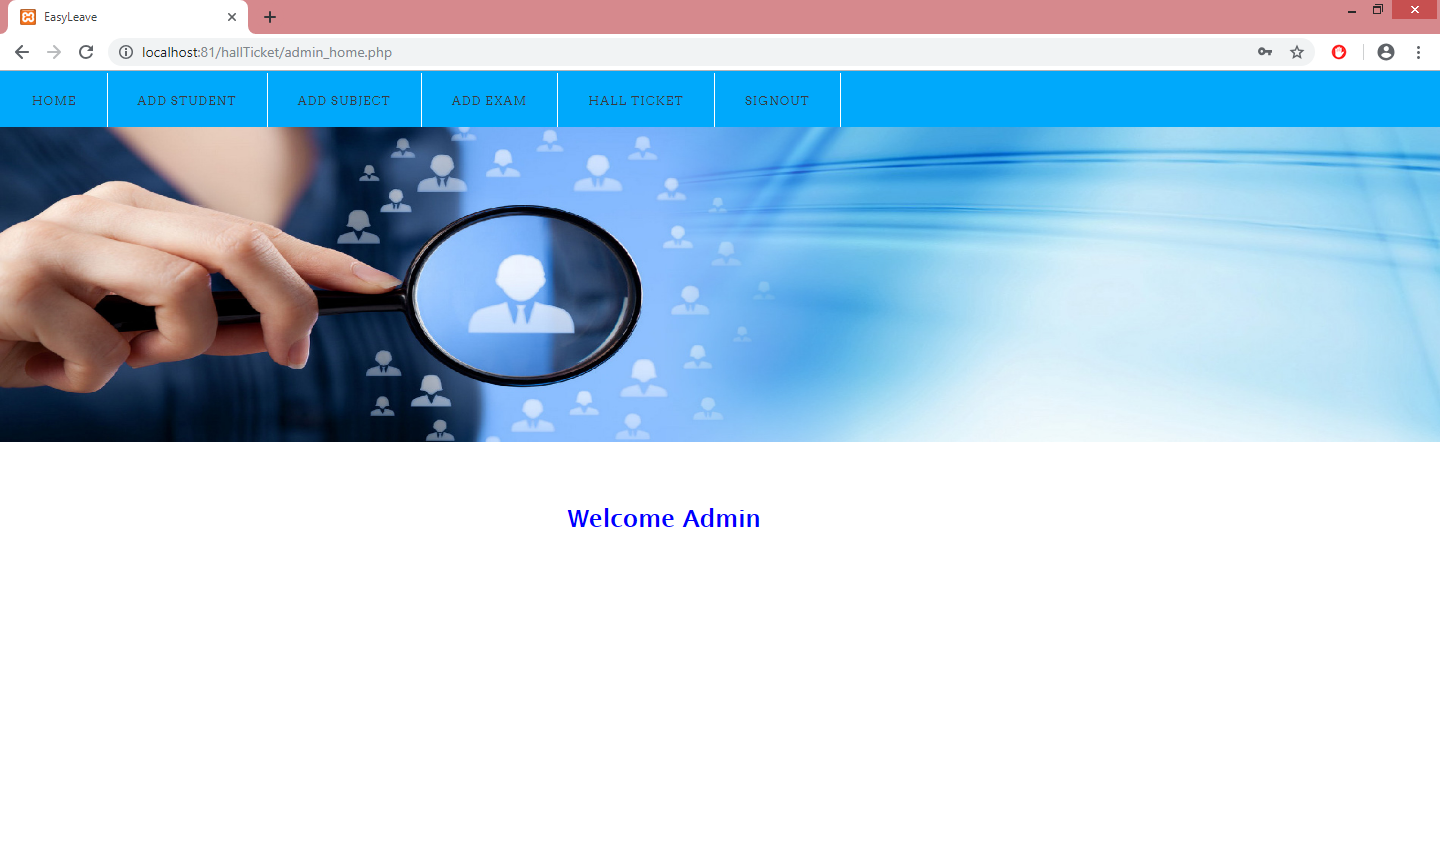 EasyLeave
localhost:81/hallTicket/admin_home.php
HOME ADD STUDENT ADD SUBJECT ADD EXAM HALL TICKET SIGNOUT
Welcome Admin